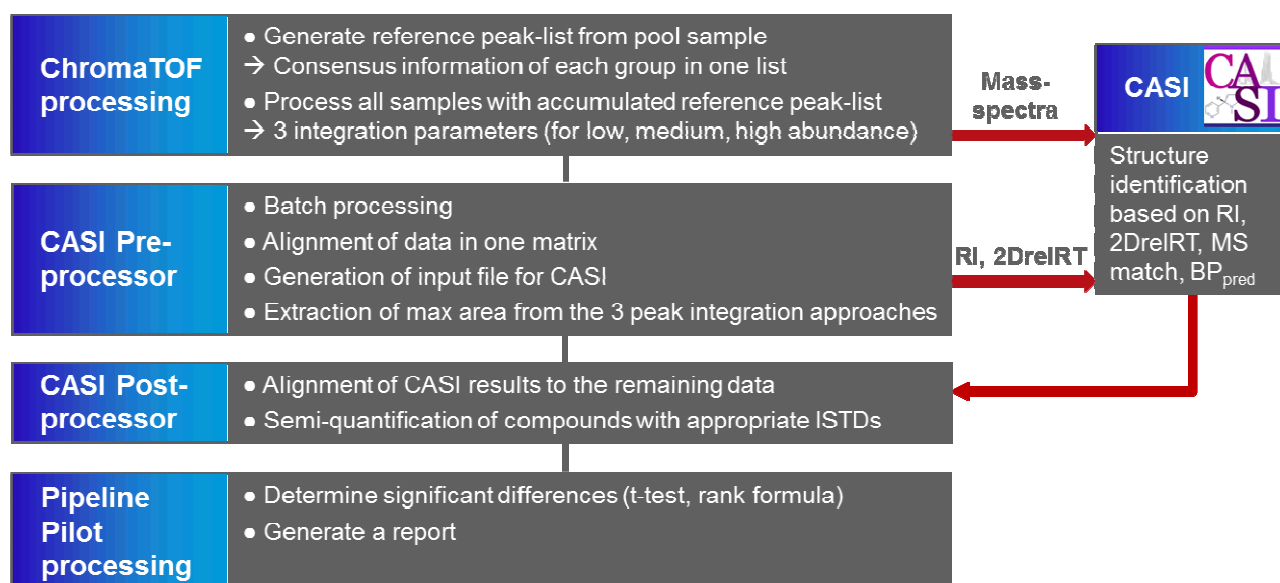 ChromaTOF
processing
● Generate reference peak-list from pool sample
→ Consensus information of each group in one list
● Process all samples with accumulated reference peak-list
→ 3 integration parameters (for low, medium, high abundance)
Mass-
spectra
CASI
CA
SI
Structure
identification
based on RI,
2DrelRT, MS
match, BPpred
CASI Pre-
processor
● Batch processing
● Alignment of data in one matrix
● Generation of input file for CASI
● Extraction of max area from the 3 peak integration approaches
RI, 2DrelRT
CASI Post-
processor
● Alignment of CASI results to the remaining data
● Semi-quantification of compounds with appropriate ISTDs
Pipeline
Pilot
processing
● Determine significant differences (t-test, rank formula)
● Generate a report